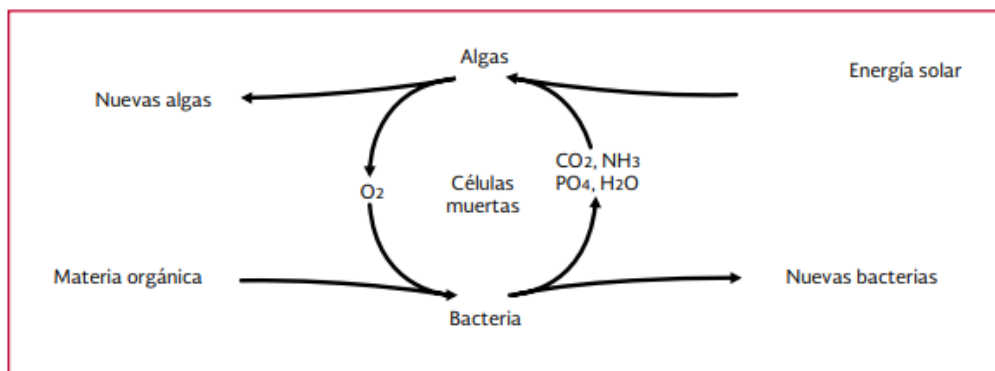 Algas
Energía solar
Nuevas algas
CO2, NH3
PO4, H2O
O2
Células
muertas
Materia orgánica
Nuevas bacterias
Bacteria